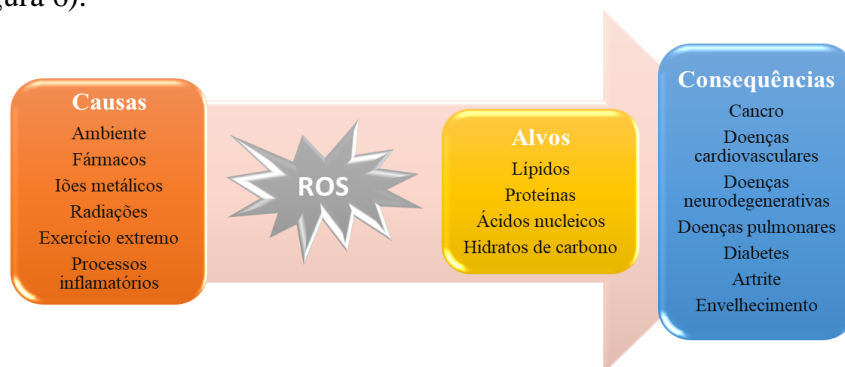 gura 6).
Causas
Ambiente
Fármacos
Iões metálicos
Radiações
Exercício extremo
Processos
inflamatórios
ROS
Alvos
Lípidos
Proteínas
Ácidos nucleicos
Hidratos de carbono
Consequências
Cancro
Doenças
cardiovasculares
Doenças
neurodegenerativas
Doenças pulmonares
Diabetes
Artrite
Envelhecimento